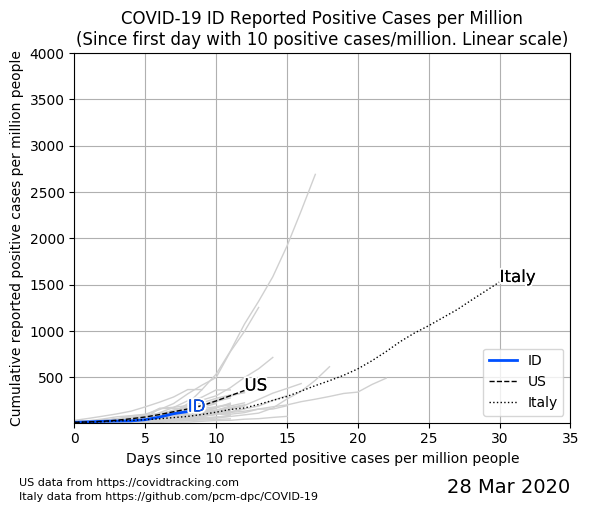 COVID-19 ID Reported Positive Cases per Million
(Since first day with 10 positive cases/million. Linear scale)
Cumulative reported positive cases per million people
4000
3500
3000
2500
2000
1500
1000
500
Italy
US
ID
ID
US
Italy
0 5 10 15 20 25 30 35
Days since 10 reported positive cases per million people
US data from https://covidtracking.com
Italy data from https://github.com/pcm-dpc/COVID-19
28 Mar 2020